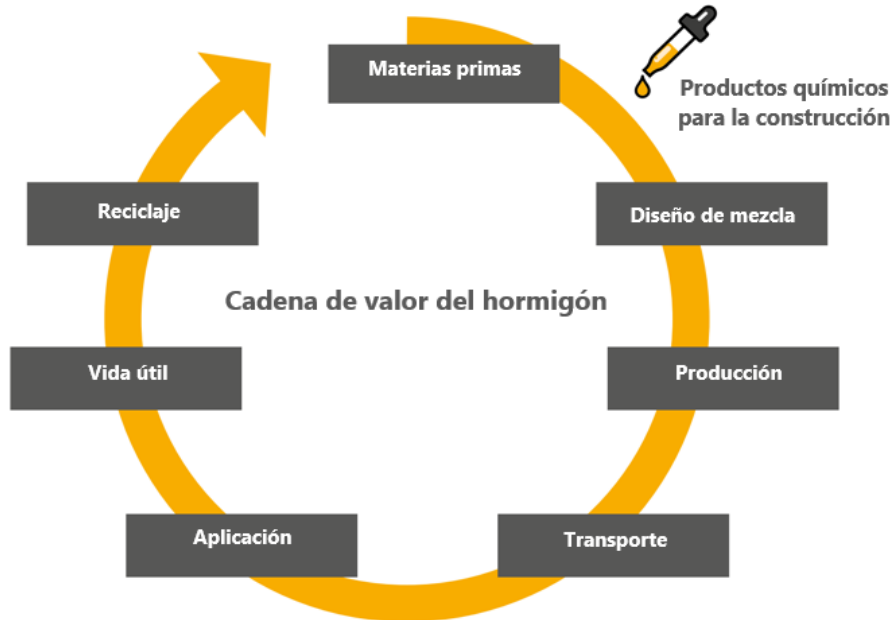 Materias primas
Productos químicos
para la construcción
Reciclaje
Diseño de mezcla
Cadena de valor del hormigón
Vida útil
Producción
Aplicación
Transporte